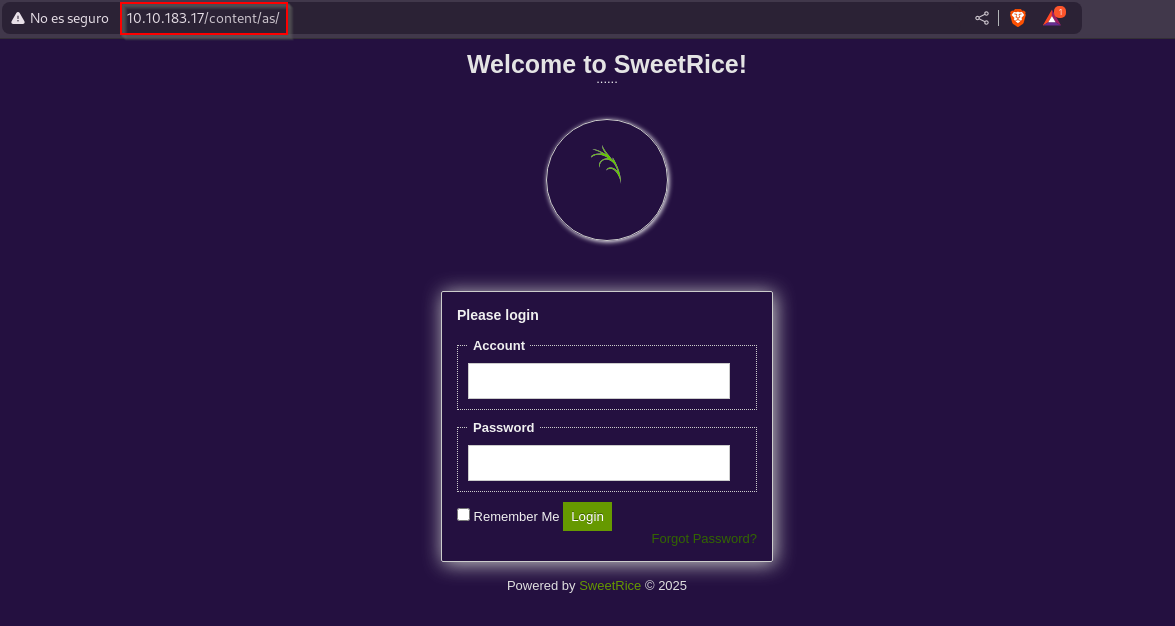 No es seguro 10.10.183.17/content/as/ 1
Welcome to SweetRice!
......
Please login
Account
Password
Remember Me Login
Forgot Password?
Powered by SweetRice © 2025